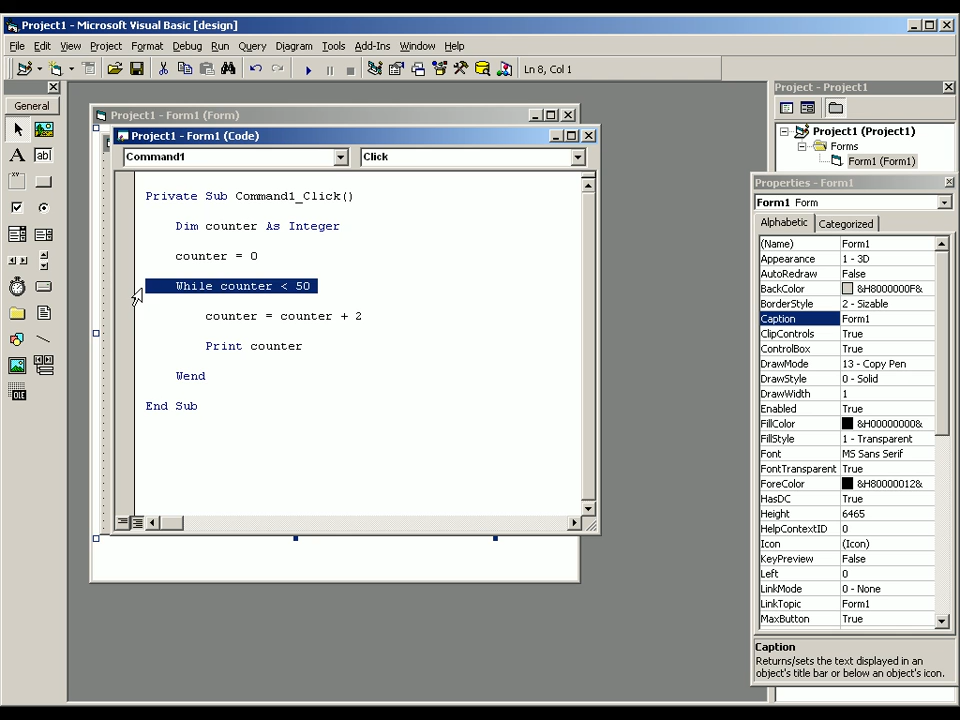 Project1 - Microsoft Visual Basic [design]
File Edit View Project Format Debug Run Query Diagram Tools Add-Ins Window Help
Ln 8, Col 1
General
A
ab|
XY
OLE
Project1 - Form1 (Form)
Project1 - Form1 (Code)
Command1 Click
Private Sub Command1_Click()
Dim counter As Integer
counter = 0
While counter < 50
counter = counter + 2
Print counter
Wend
End Sub
Project - Project1
Project1 (Project1)
Forms
Form1 (Form1)
Properties - Form1
Form1 Form
Alphabetic Categorized
(Name) Form1
Appearance 1 - 3D
AutoRedraw False
BackColor &H8000000F&
BorderStyle 2 - Sizable
Caption Form1
ClipControls True
ControlBox True
DrawMode 13 - Copy Pen
DrawStyle 0 - Solid
DrawWidth 1
Enabled True
FillColor &H00000000&
FillStyle 1 - Transparent
Font MS Sans Serif
FontTransparent True
ForeColor &H80000012&
HasDC True
Height 6465
HelpContextID 0
Icon (Icon)
KeyPreview False
Left 0
LinkMode 0 - None
LinkTopic Form1
MaxButton True
Caption
Returns/sets the text displayed in an
object's title bar or below an object's icon.